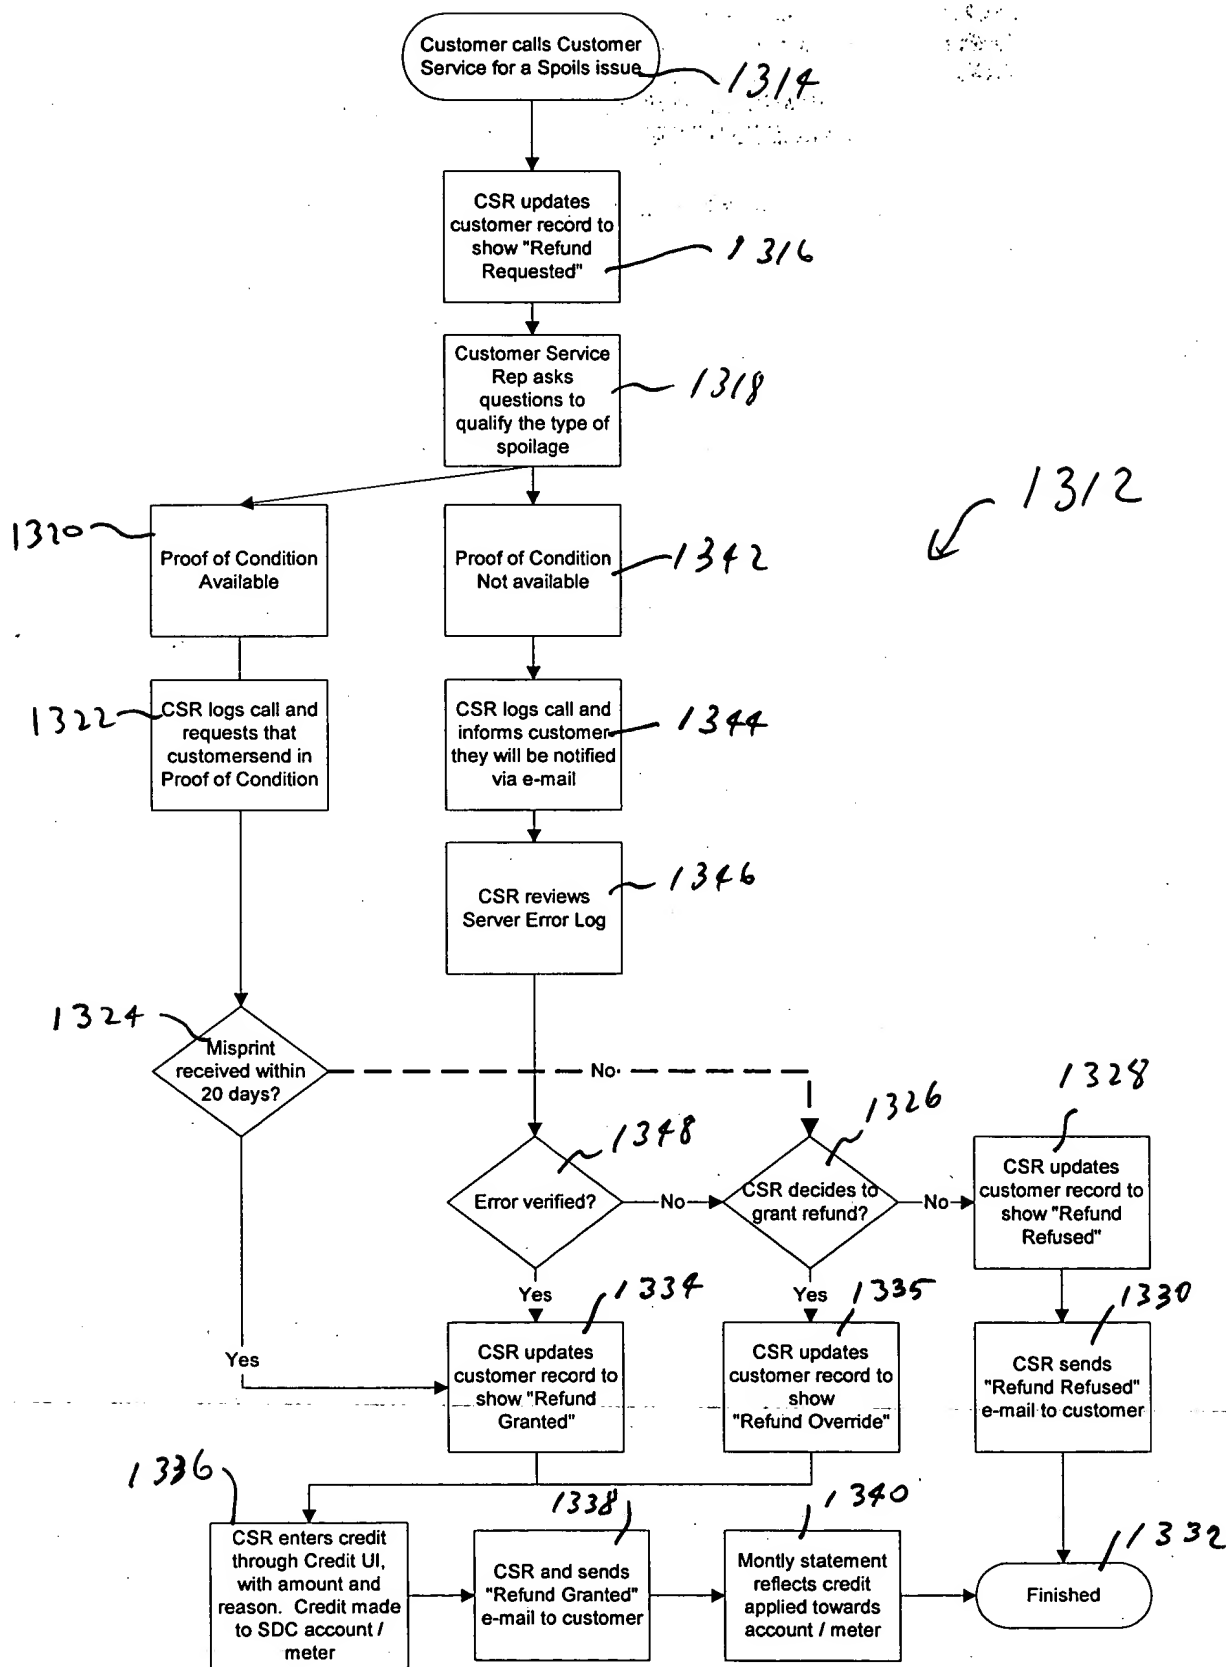 Customer calls Customer
Service for a Spoils issue
1314
CSR updates
customer record to
show "Refund
Requested"
1316
Customer Service
Rep asks
questions to
qualify the type of
spoilage
1318
1312
1320
Proof of Condition
Available
Proof of Condition
Not available
1342
1322
CSR logs call and
requests that
customersend in
Proof of Condition
CSR logs call and
informs customer
they will be notified
via e-mail
1344
CSR reviews
Server Error Log
1346
1324
Misprint
received within
20 days?
No
1348
Error verified?
No
1326
CSR decides to
grant refund?
No
1328
CSR updates
customer record to
show "Refund
Refused"
Yes
Yes
Yes
1334
CSR updates
customer record to
show "Refund
Granted"
1335
CSR updates
customer record to
show
"Refund Override"
1330
CSR sends
"Refund Refused"
e-mail to customer
1336
CSR enters credit
through Credit UI,
with amount and
reason. Credit made
to SDC account /
meter
1338
CSR and sends
"Refund Granted"
e-mail to customer
1340
Montly statement
reflects credit
applied towards
account / meter
1332
Finished